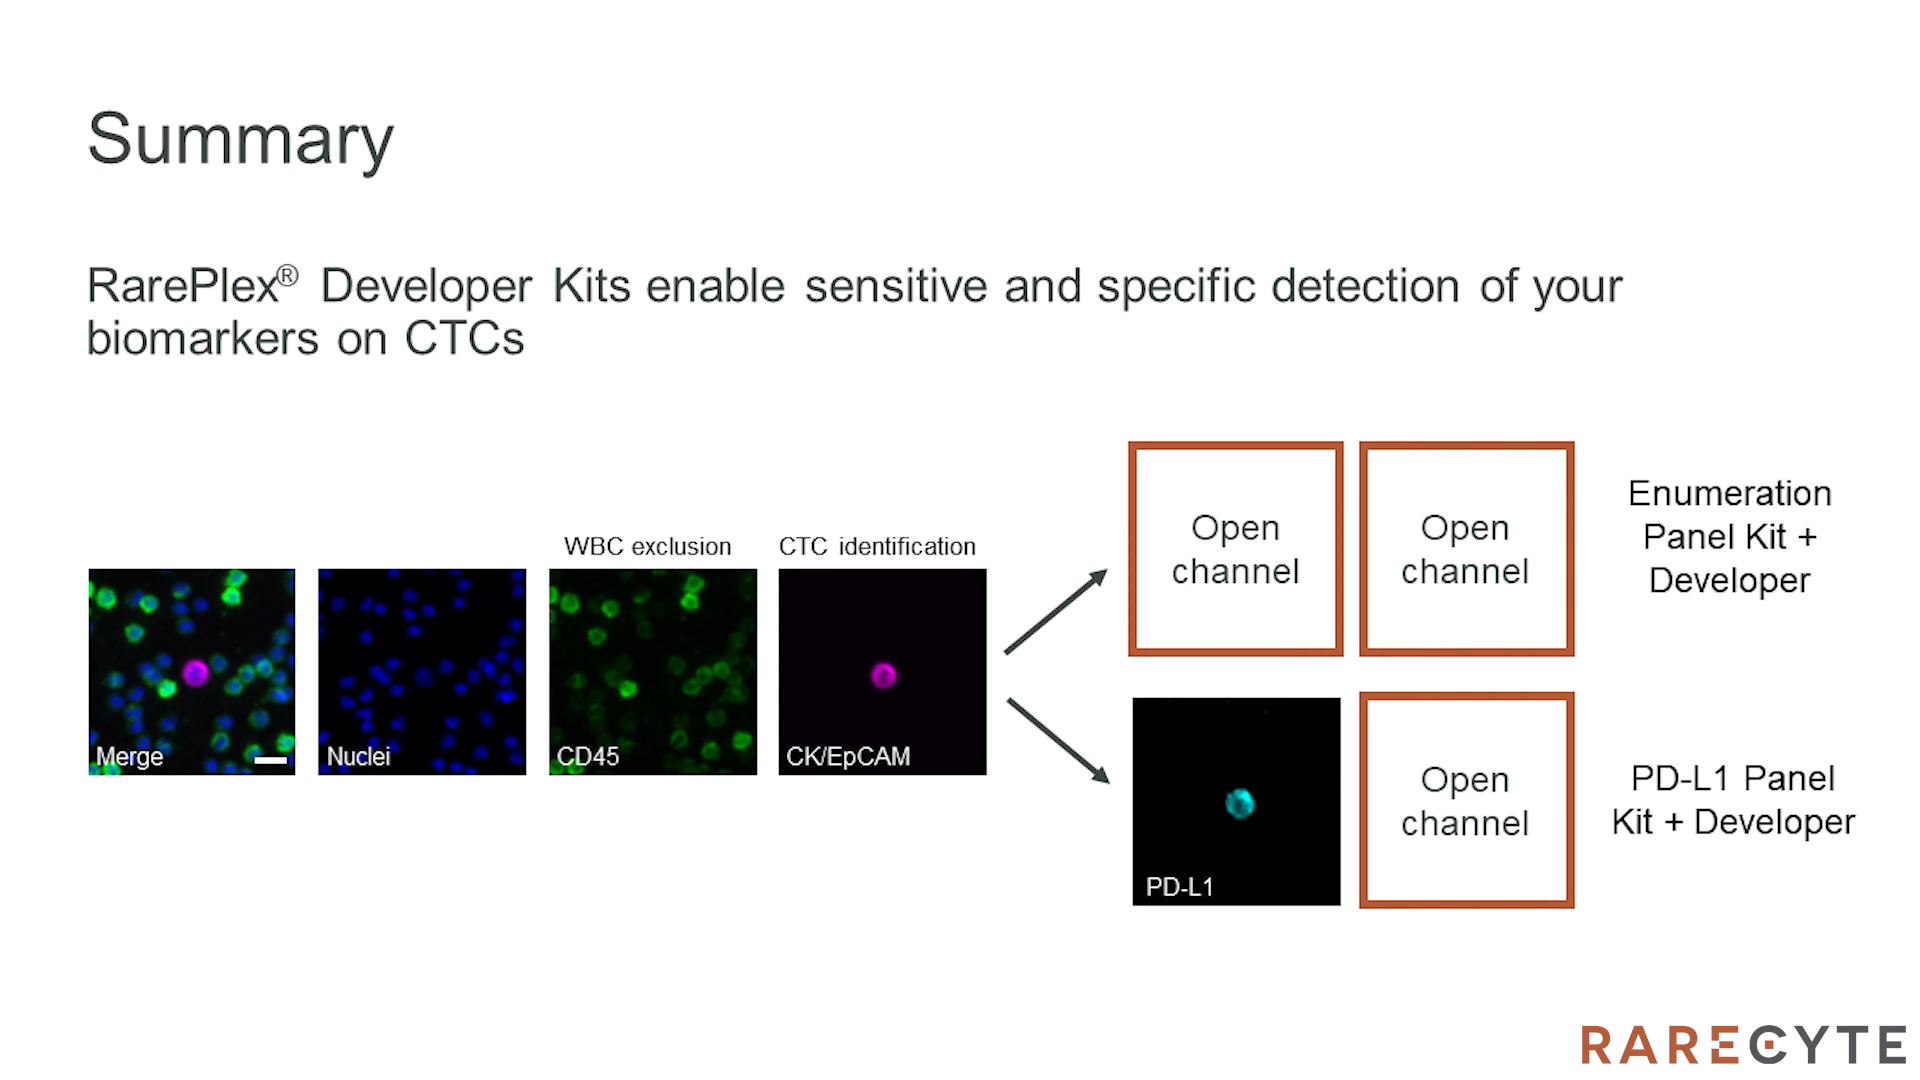 Summary
RarePlex® Developer Kits enable sensitive and specific detection of your
biomarkers on CTCs
WBC exclusion
CTC identification
Merge
Nuclei
CD45
CK/EpCAM
Open
channel
Open
channel
Enumeration
Panel Kit +
Developer
PD-L1
Open
channel
PD-L1 Panel
Kit + Developer
RARECYTE